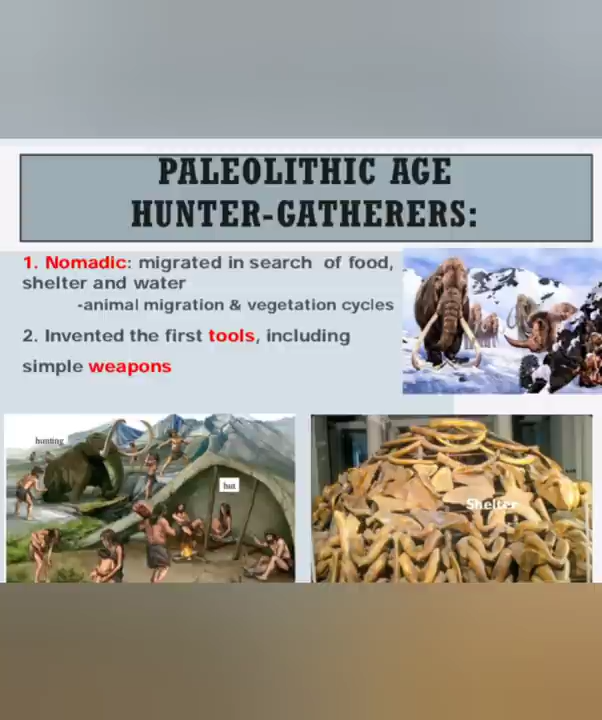 PALEOLITHIC AGE
HUNTER-GATHERERS:
1. Nomadic: migrated in search of food,
shelter and water
-animal migration & vegetation cycles
2. Invented the first tools, including
simple weapons
hunting
hut
Shelter